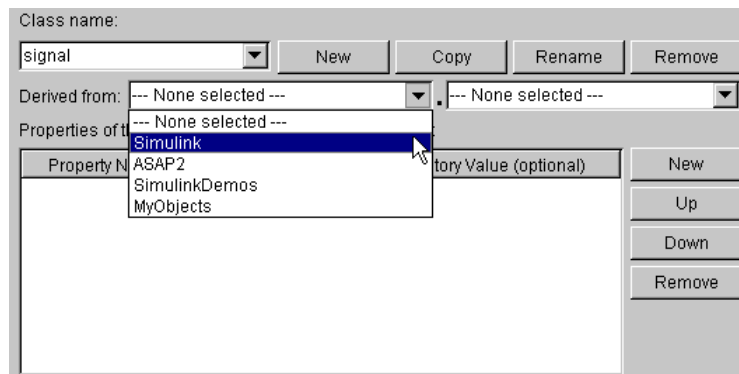 Class name:
signal New Copy Rename Remove
Derived from: --- None selected --- . --- None selected ---
Properties of t
--- None selected ---
Simulink
Property N tory Value (optional) New
ASAP2
SimulinkDemos
MyObjects
Up
Down
Remove